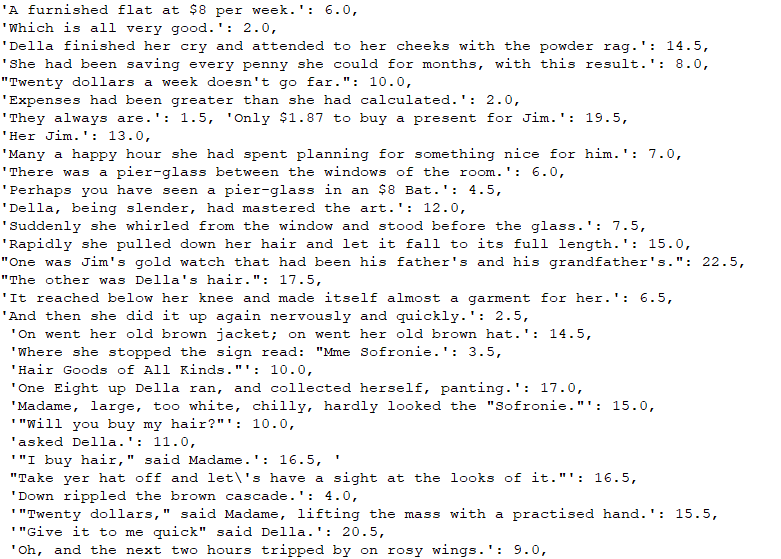 'A furnished flat at $8 per week.': 6.0,
'Which is all very good.': 2.0,
'Della finished her cry and attended to her cheeks with the powder rag.': 14.5,
'She had been saving every penny she could for months, with this result.': 8.0,
"Twenty dollars a week doesn't go far.": 10.0,
'Expenses had been greater than she had calculated.': 2.0,
'They always are.': 1.5, 'Only $1.87 to buy a present for Jim.': 19.5,
'Her Jim.': 13.0,
'Many a happy hour she had spent planning for something nice for him.': 7.0,
'There was a pier-glass between the windows of the room.': 6.0,
'Perhaps you have seen a pier-glass in an $8 Bat.': 4.5,
'Della, being slender, had mastered the art.': 12.0,
'Suddenly she whirled from the window and stood before the glass.': 7.5,
'Rapidly she pulled down her hair and let it fall to its full length.': 15.0,
"One was Jim's gold watch that had been his father's and his grandfather's.": 22.5,
"The other was Della's hair.": 17.5,
'It reached below her knee and made itself almost a garment for her.': 6.5,
'And then she did it up again nervously and quickly.': 2.5,
'On went her old brown jacket; on went her old brown hat.': 14.5,
'Where she stopped the sign read: "Mme Sofronie.': 3.5,
'Hair Goods of All Kinds."': 10.0,
'One Eight up Della ran, and collected herself, panting.': 17.0,
'Madame, large, too white, chilly, hardly looked the "Sofronie."': 15.0,
'"Will you buy my hair?"': 10.0,
'asked Della.': 11.0,
'"I buy hair," said Madame.': 16.5, '
"Take yer hat off and let\'s have a sight at the looks of it."': 16.5,
'Down rippled the brown cascade.': 4.0,
'"Twenty dollars," said Madame, lifting the mass with a practised hand.': 15.5,
'"Give it to me quick" said Della.': 20.5,
'Oh, and the next two hours tripped by on rosy wings.': 9.0,